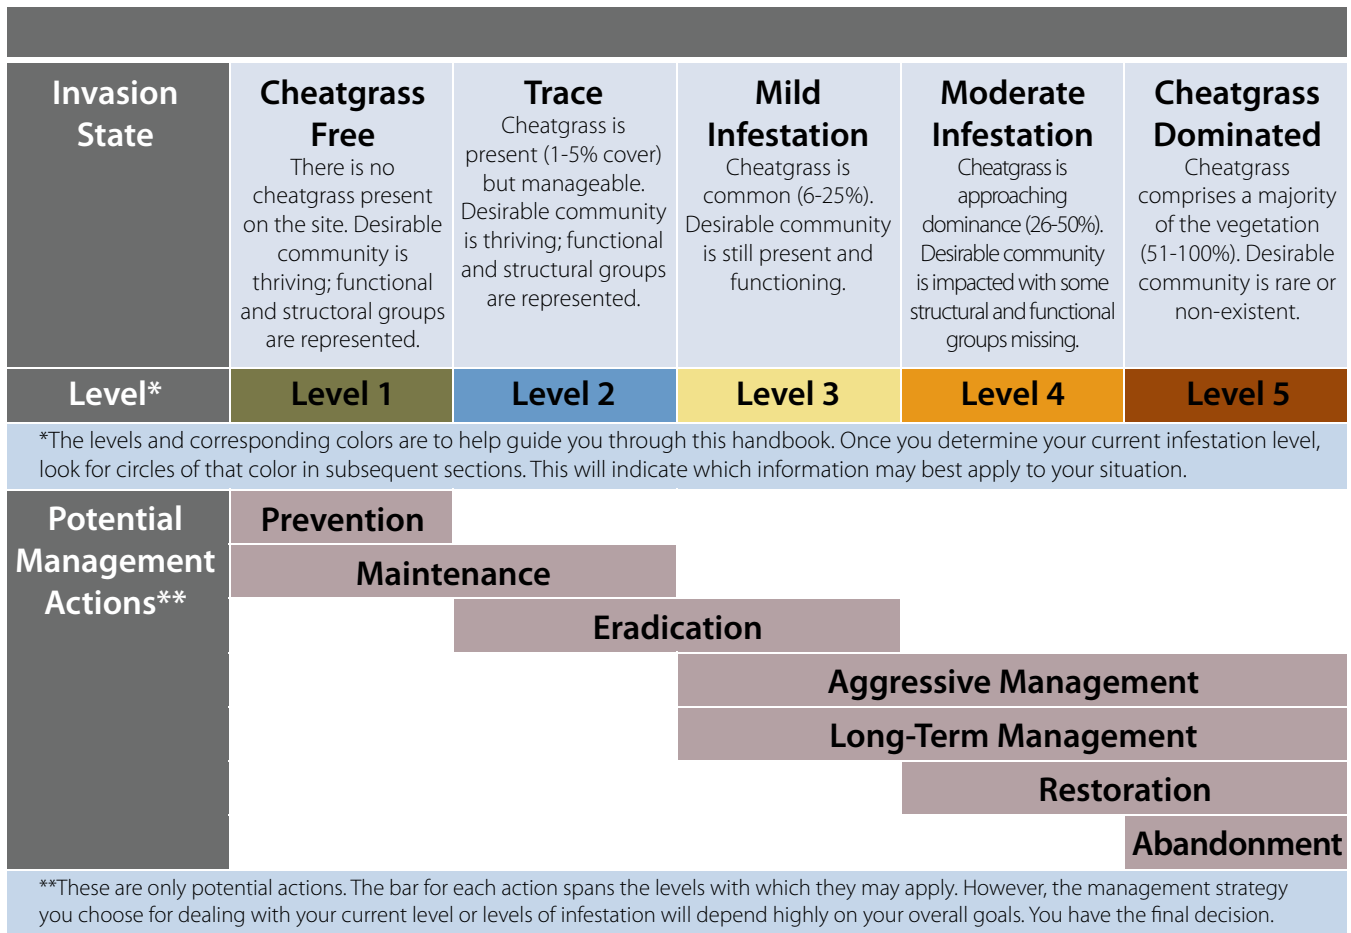 Invasion
State
Cheatgrass
Free
There is no
cheatgrass present
on the site. Desirable
community is
thriving; functional
and structoral groups
are represented.
Trace
Cheatgrass is
present (1-5% cover)
but manageable.
Desirable community
is thriving; functional
and structural groups
are represented.
Mild
Infestation
Cheatgrass is
common (6-25%).
Desirable community
is still present and
functioning.
Moderate
Infestation
Cheatgrass is
approaching
dominance (26-50%).
Desirable community
is impacted with some
structural and functional
groups missing.
Cheatgrass
Dominated
Cheatgrass
comprises a majority
of the vegetation
(51-100%). Desirable
community is rare or
non-existent.
Level*
Level 1
Level 2
Level 3
Level 4
Level 5
*The levels and corresponding colors are to help guide you through this handbook. Once you determine your current infestation level,
look for circles of that color in subsequent sections. This will indicate which information may best apply to your situation.
Potential
Management
Actions**
Prevention
Maintenance
Eradication
Aggressive Management
Long-Term Management
Restoration
Abandonment
**These are only potential actions. The bar for each action spans the levels with which they may apply. However, the management strategy
you choose for dealing with your current level or levels of infestation will depend highly on your overall goals. You have the final decision.